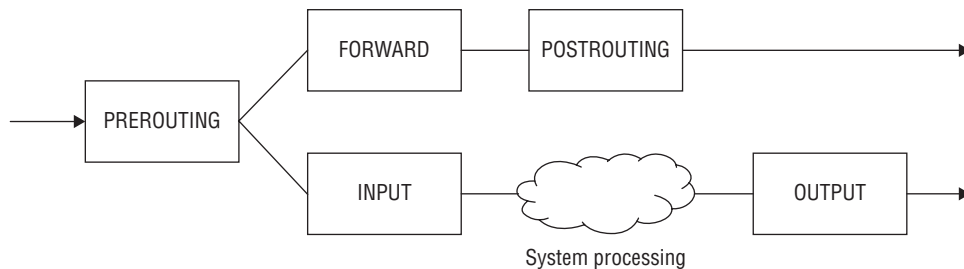 FORWARD
POSTROUTING
PREROUTING
INPUT
OUTPUT
System processing